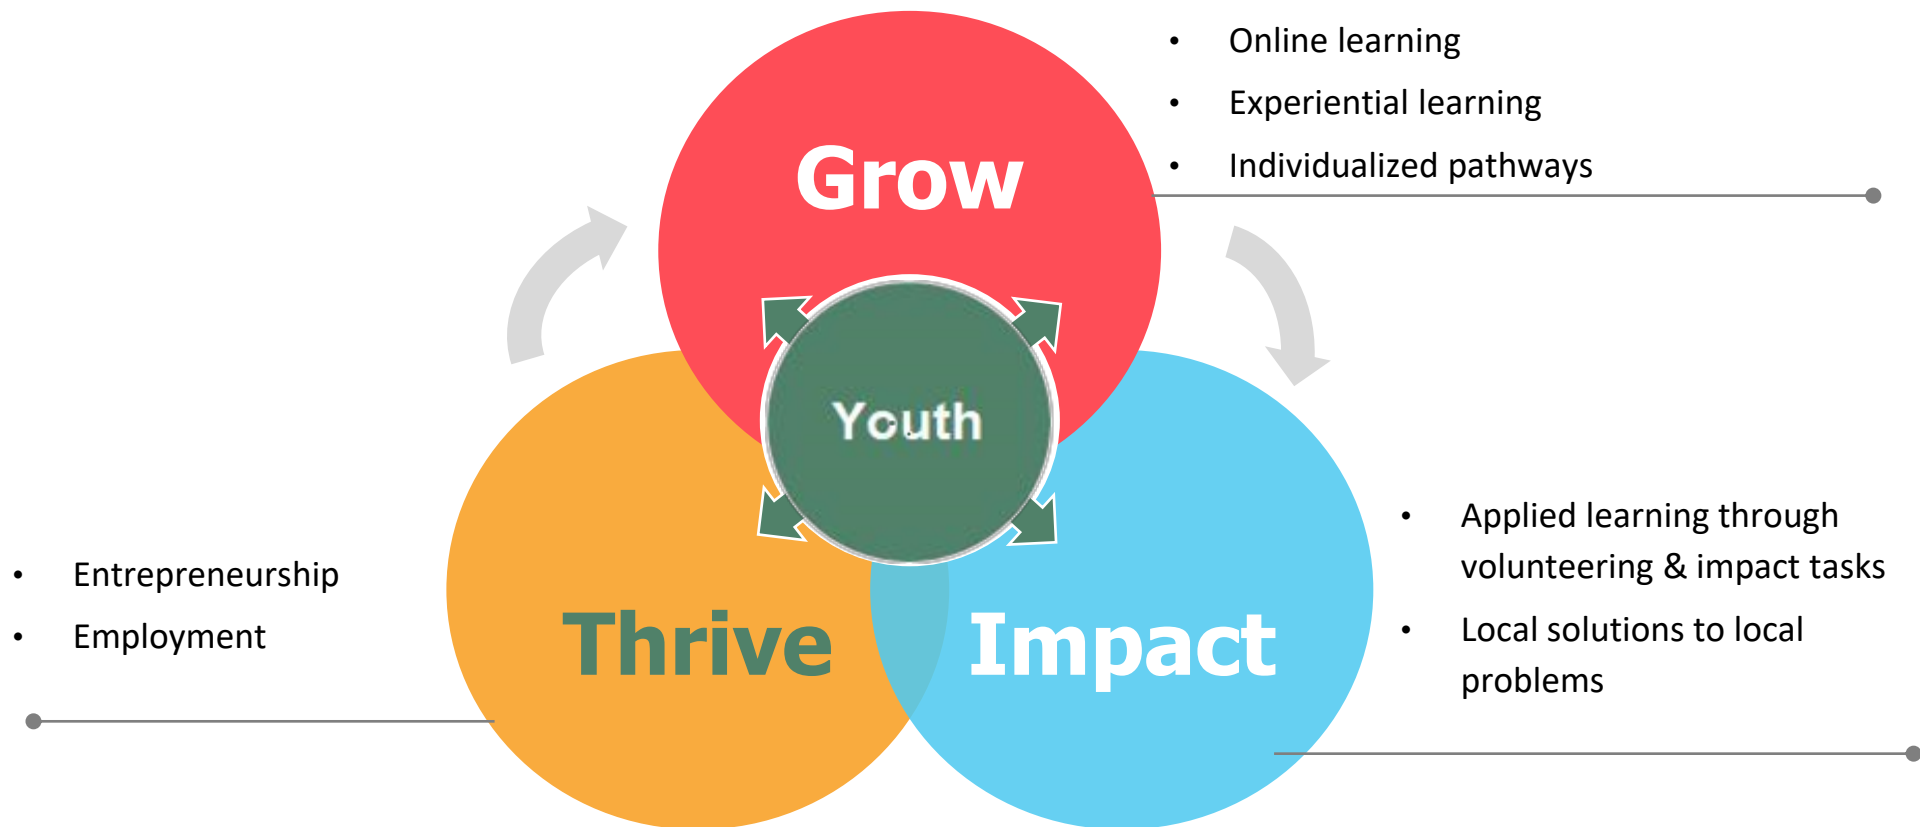 • Online learning
• Experiential learning
• Individualized pathways
Grow
Youth
• Entrepreneurship
• Employment
Thrive
Impact
• Applied learning through
volunteering & impact tasks
• Local solutions to local
problems